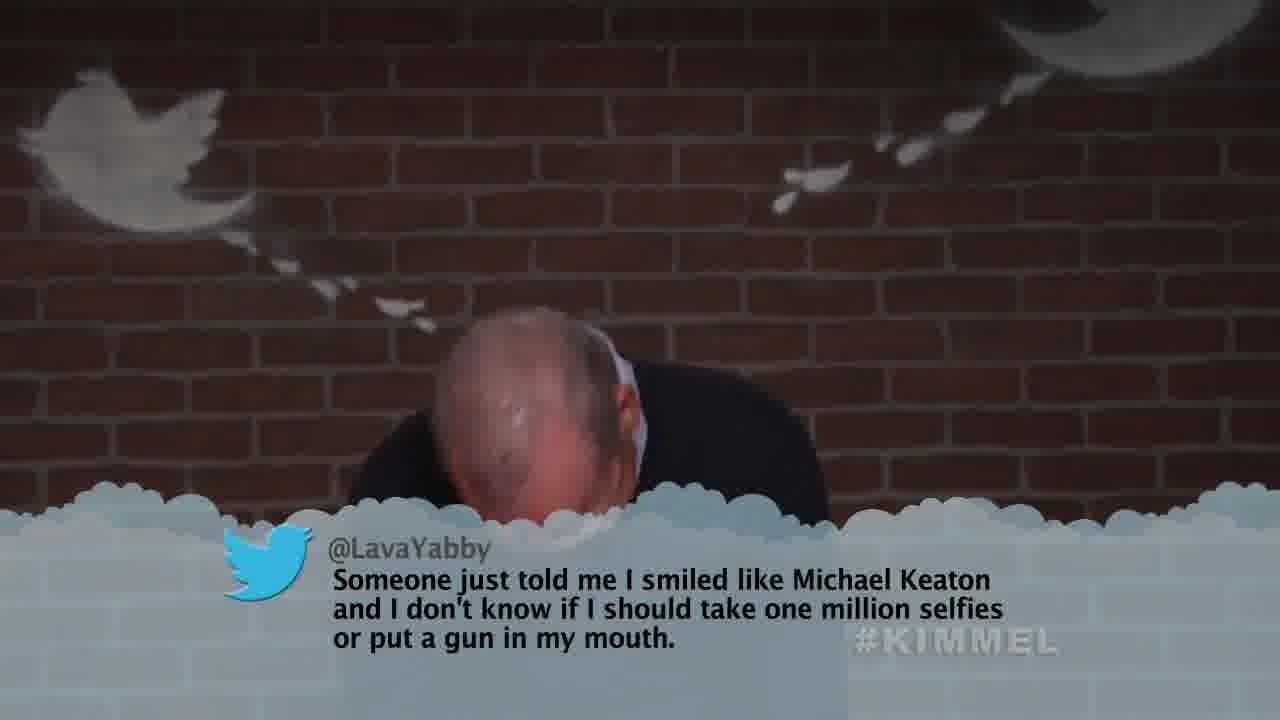 @LavaYabby
Someone just told me I smiled like Michael Keaton
and I don't know if I should take one million selfies
or put a gun in my mouth.
#KIMMEL